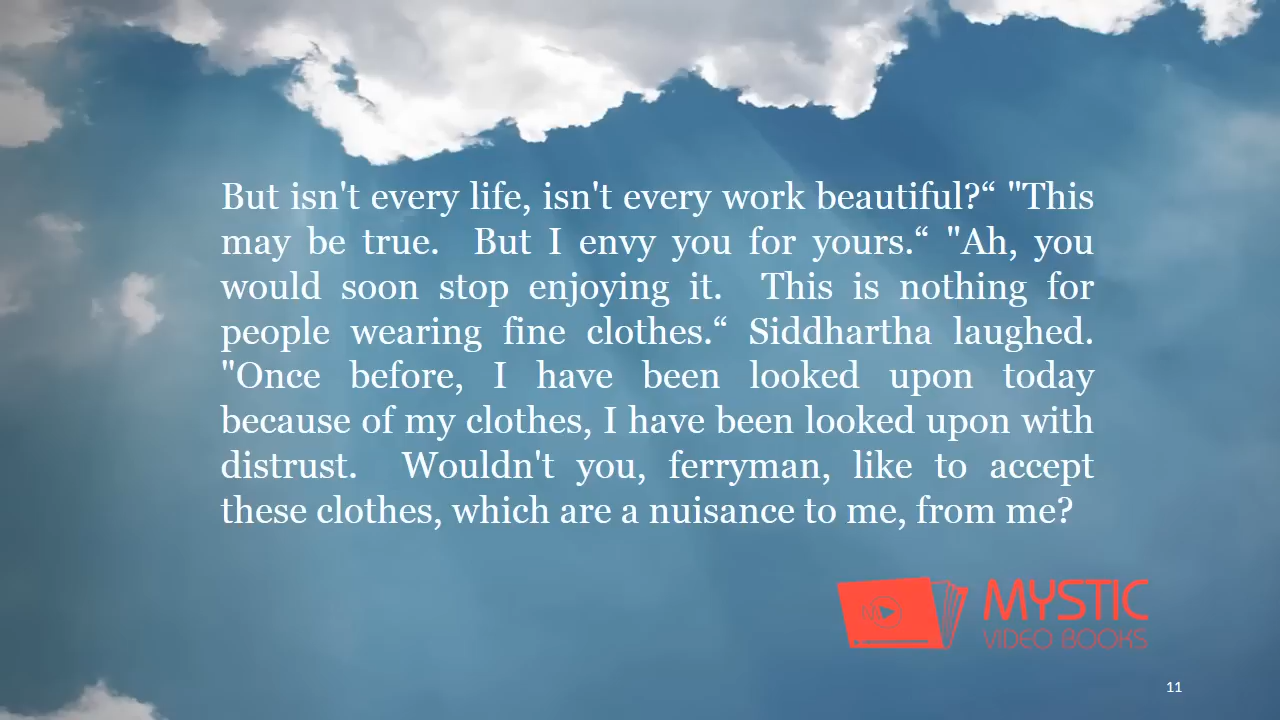 But isn't every life, isn't every work beautiful?“ "This
may be true.  But I envy you for yours.“ "Ah, you
would soon stop enjoying it.  This is nothing for
people wearing fine clothes.“ Siddhartha laughed.
"Once before, I have been looked upon today
because of my clothes, I have been looked upon with
distrust.  Wouldn't you, ferryman, like to accept
these clothes, which are a nuisance to me, from me?
MYSTIC
VIDEO BOOKS
11